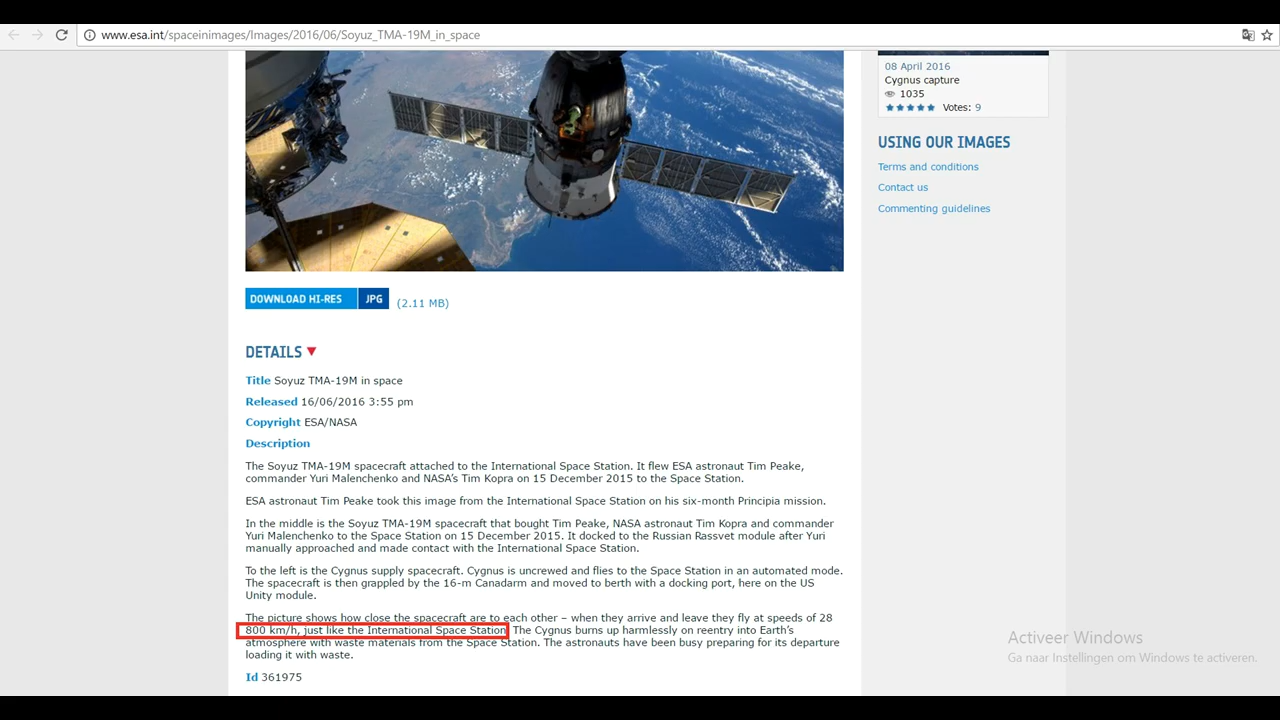 www.esa.int/spaceinimages/Images/2016/06/Soyuz_TMA-19M_in_space
08 April 2016
Cygnus capture
1035
Votes: 9
USING OUR IMAGES
Terms and conditions
Contact us
Commenting guidelines
DOWNLOAD HI-RES JPG (2.11 MB)
DETAILS
Title Soyuz TMA-19M in space
Released 16/06/2016 3:55 pm
Copyright ESA/NASA
Description
The Soyuz TMA-19M spacecraft attached to the International Space Station. It flew ESA astronaut Tim Peake,
commander Yuri Malenchenko and NASA's Tim Kopra on 15 December 2015 to the Space Station.
ESA astronaut Tim Peake took this image from the International Space Station on his six-month Principia mission.
In the middle is the Soyuz TMA-19M spacecraft that bought Tim Peake, NASA astronaut Tim Kopra and commander
Yuri Malenchenko to the Space Station on 15 December 2015. It docked to the Russian Rassvet module after Yuri
manually approached and made contact with the International Space Station.
To the left is the Cygnus supply spacecraft. Cygnus is uncrewed and flies to the Space Station in an automated mode.
The spacecraft is then grappled by the 16-m Canadarm and moved to berth with a docking port, here on the US
Unity module.
The picture shows how close the spacecraft are to each other – when they arrive and leave they fly at speeds of 28
800 km/h, just like the International Space Station. The Cygnus burns up harmlessly on reentry into Earth's
atmosphere with waste materials from the Space Station. The astronauts have been busy preparing for its departure
loading it with waste.
Id 361975
Activeer Windows
Ga naar Instellingen om Windows te activeren.